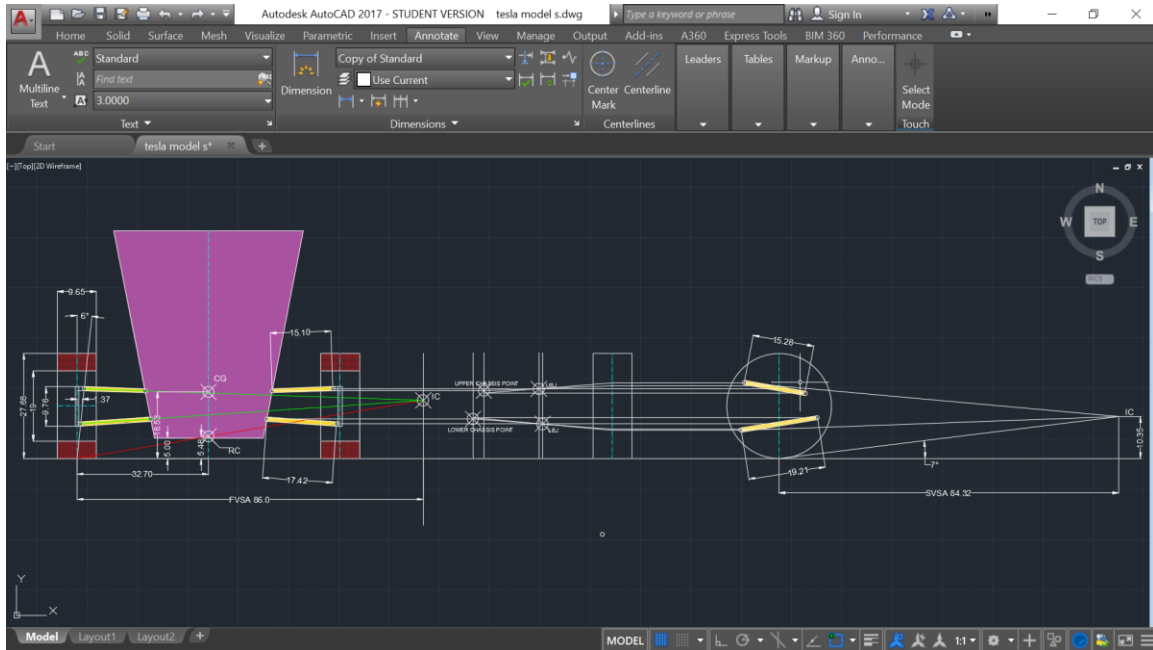 Autodesk AutoCAD 2017 - STUDENT VERSION tesla model s.dwg
Type a keyword or phrase
Sign In
Home Solid Surface Mesh Visualize Parametric Insert Annotate View Manage Output Add-ins A360 Express Tools BIM 360 Performance
A
Multiline
Text
ABC
Standard
Find text
3.0000
Text
Dimension
Copy of Standard
Use Current
Dimensions
Center
Mark
Centerline
Centerlines
Leaders
Tables
Markup
Anno...
Select
Mode
Touch
Start
tesla model s*
[−][Top][2D Wireframe]
N
W
TOP
E
S
WCS
9.65
6°
15.10
CG
27.68
19
9.76
1.37
16.53
5.00
5.48
RC
32.70
17.42
FVSA 86.0
IC
UPPER CHASSIS POINT
UBJ
LOWER CHASSIS POINT
LBJ
15.28
19.21
7°
IC
10.35
SVSA 84.32
Y
X
Model Layout1 Layout2 +
MODEL
1:1